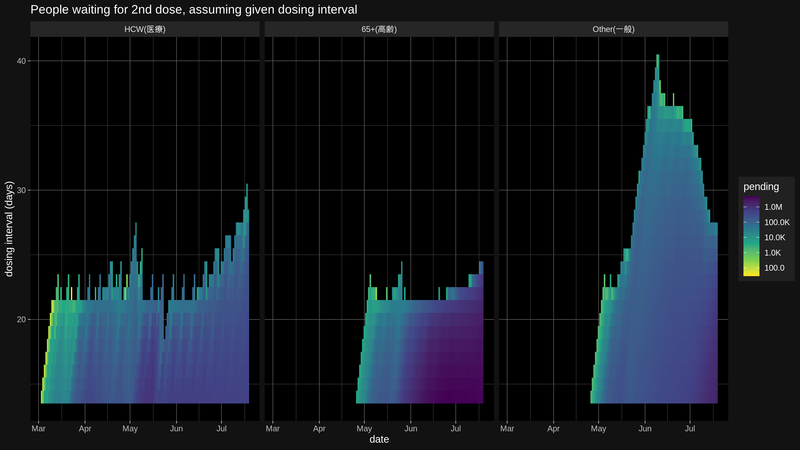 People waiting for 2nd dose, assuming given dosing interval
HCW(医療)
65+(高齢)
Other(一般)
40
30
20
dosing interval (days)
Mar Apr May Jun Jul
Mar Apr May Jun Jul
Mar Apr May Jun Jul
date
pending
1.0M
100.0K
10.0K
1.0K
100.0